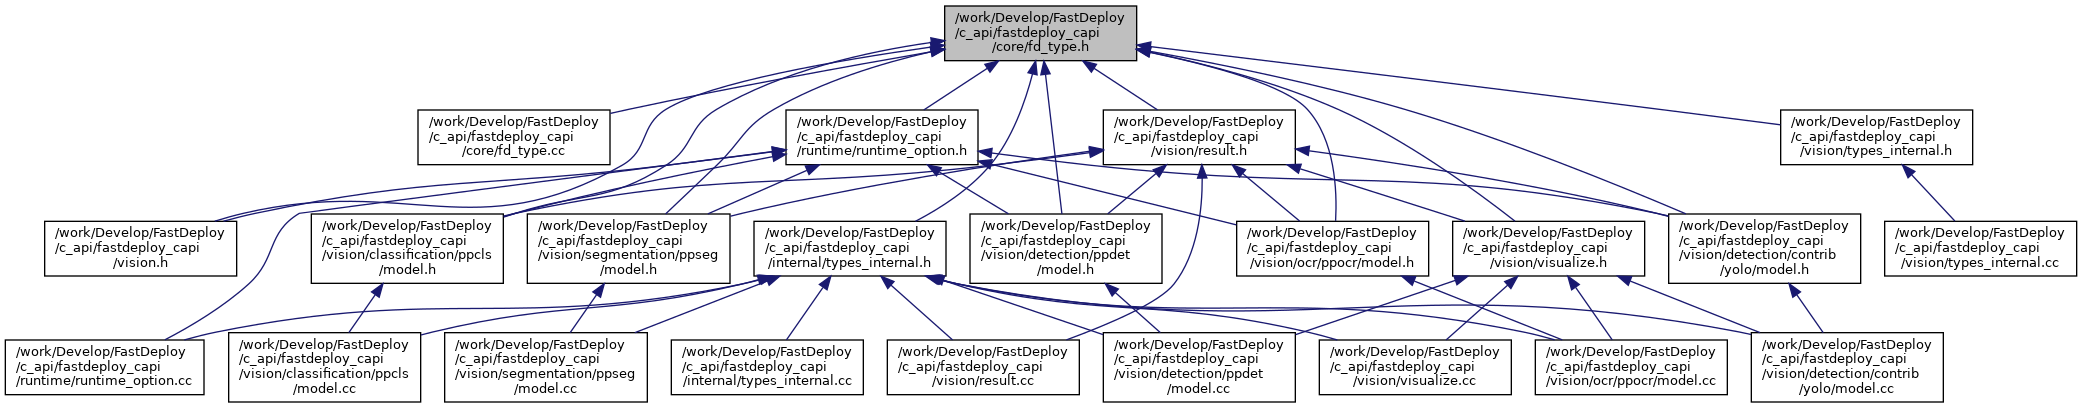 /work/Develop/FastDeploy
/c_api/fastdeploy_capi
/core/fd_type.h
/work/Develop/FastDeploy
/c_api/fastdeploy_capi
/core/fd_type.cc
/work/Develop/FastDeploy
/c_api/fastdeploy_capi
/runtime/runtime_option.h
/work/Develop/FastDeploy
/c_api/fastdeploy_capi
/vision/result.h
/work/Develop/FastDeploy
/c_api/fastdeploy_capi
/vision/types_internal.h
/work/Develop/FastDeploy
/c_api/fastdeploy_capi
/vision.h
/work/Develop/FastDeploy
/c_api/fastdeploy_capi
/vision/classification/ppcls
/model.h
/work/Develop/FastDeploy
/c_api/fastdeploy_capi
/vision/segmentation/ppseg
/model.h
/work/Develop/FastDeploy
/c_api/fastdeploy_capi
/internal/types_internal.h
/work/Develop/FastDeploy
/c_api/fastdeploy_capi
/vision/detection/ppdet
/model.h
/work/Develop/FastDeploy
/c_api/fastdeploy_capi
/vision/ocr/ppocr/model.h
/work/Develop/FastDeploy
/c_api/fastdeploy_capi
/vision/visualize.h
/work/Develop/FastDeploy
/c_api/fastdeploy_capi
/vision/detection/contrib
/yolo/model.h
/work/Develop/FastDeploy
/c_api/fastdeploy_capi
/vision/types_internal.cc
/work/Develop/FastDeploy
/c_api/fastdeploy_capi
/runtime/runtime_option.cc
/work/Develop/FastDeploy
/c_api/fastdeploy_capi
/vision/classification/ppcls
/model.cc
/work/Develop/FastDeploy
/c_api/fastdeploy_capi
/vision/segmentation/ppseg
/model.cc
/work/Develop/FastDeploy
/c_api/fastdeploy_capi
/internal/types_internal.cc
/work/Develop/FastDeploy
/c_api/fastdeploy_capi
/vision/result.cc
/work/Develop/FastDeploy
/c_api/fastdeploy_capi
/vision/detection/ppdet
/model.cc
/work/Develop/FastDeploy
/c_api/fastdeploy_capi
/vision/visualize.cc
/work/Develop/FastDeploy
/c_api/fastdeploy_capi
/vision/ocr/ppocr/model.cc
/work/Develop/FastDeploy
/c_api/fastdeploy_capi
/vision/detection/contrib
/yolo/model.cc